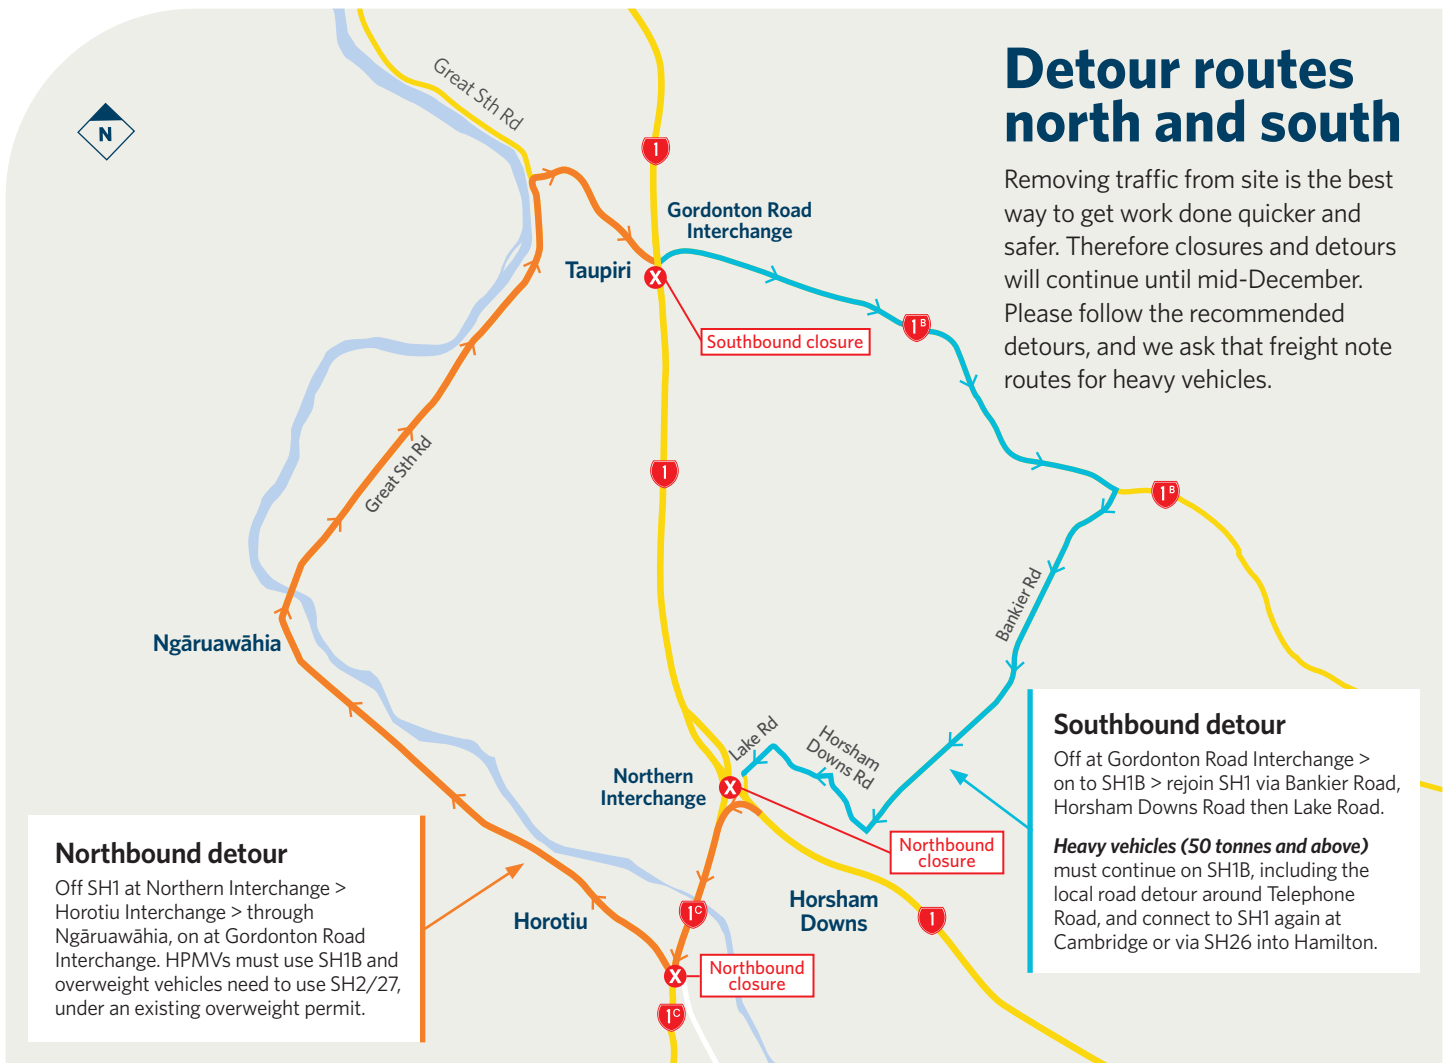 Detour routes
north and south
Removing traffic from site is the best
way to get work done quicker and
safer. Therefore closures and detours
will continue until mid-December.
Please follow the recommended
detours, and we ask that freight note
routes for heavy vehicles.
N
Great Sth Rd
1
Gordonton Road
Interchange
Taupiri
X
Southbound closure
1B
Great Sth Rd
1
1B
Bankier Rd
Ngāruawāhia
Lake Rd
Horsham
Downs Rd
Northern
Interchange
X
Northbound
closure
Horsham
Downs
1
Horotiu
1C
X
Northbound
closure
1C
Southbound detour
Off at Gordonton Road Interchange >
on to SH1B > rejoin SH1 via Bankier Road,
Horsham Downs Road then Lake Road.
Heavy vehicles (50 tonnes and above)
must continue on SH1B, including the
local road detour around Telephone
Road, and connect to SH1 again at
Cambridge or via SH26 into Hamilton.
Northbound detour
Off SH1 at Northern Interchange >
Horotiu Interchange > through
Ngāruawāhia, on at Gordonton Road
Interchange. HPMVs must use SH1B and
overweight vehicles need to use SH2/27,
under an existing overweight permit.